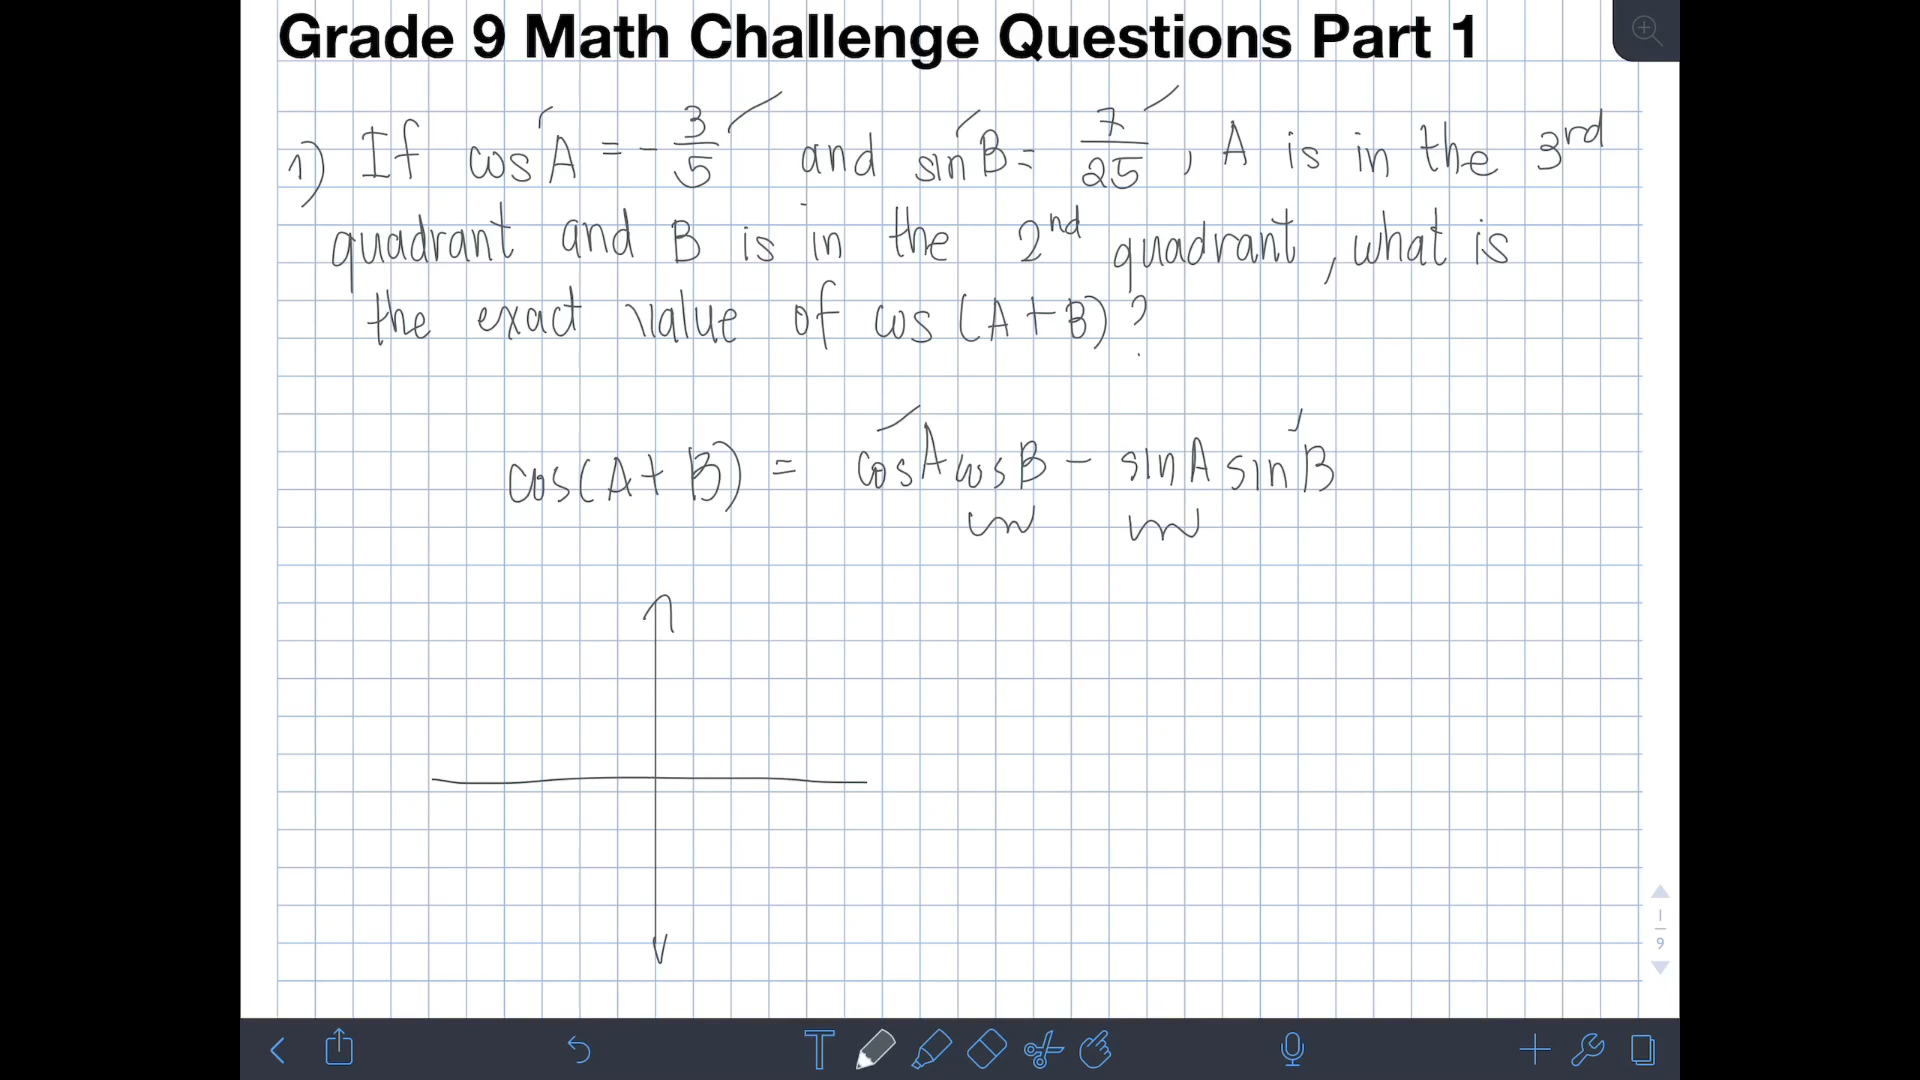 Grade 9 Math Challenge Questions Part 1
1) If cos A = - 3/5 and sin B = 7/25, A is in the 3rd
quadrant and B is in the 2nd quadrant, what is
the exact value of cos (A+B)?
cos(A+B) = cosA cosB - sinA sinB
1
9
T